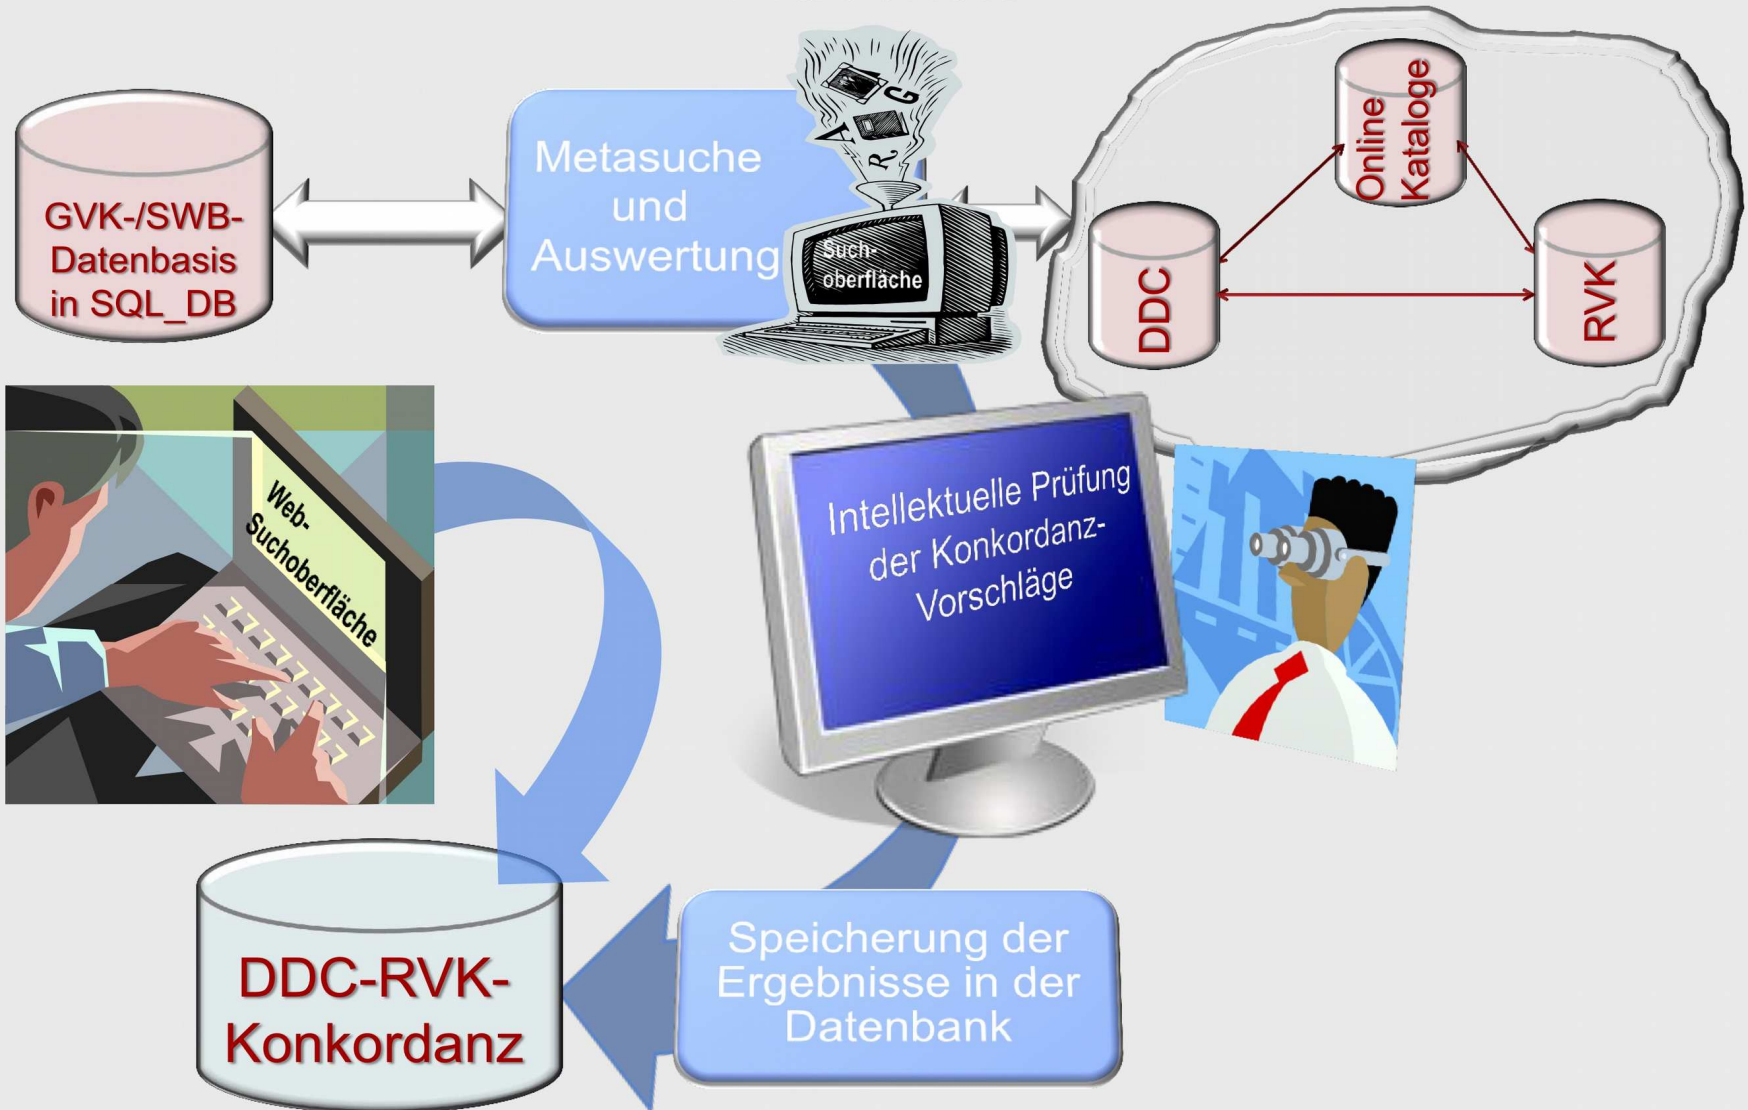 GVK-/SWB-
Datenbasis
in SQL_DB
Metasuche
und
Auswertung
A
R
G
Such-
oberfläche
Online
Kataloge
DDC
RVK
Web-
Suchoberfläche
Intellektuelle Prüfung
der Konkordanz-
Vorschläge
Speicherung der
Ergebnisse in der
Datenbank
DDC-RVK-
Konkordanz